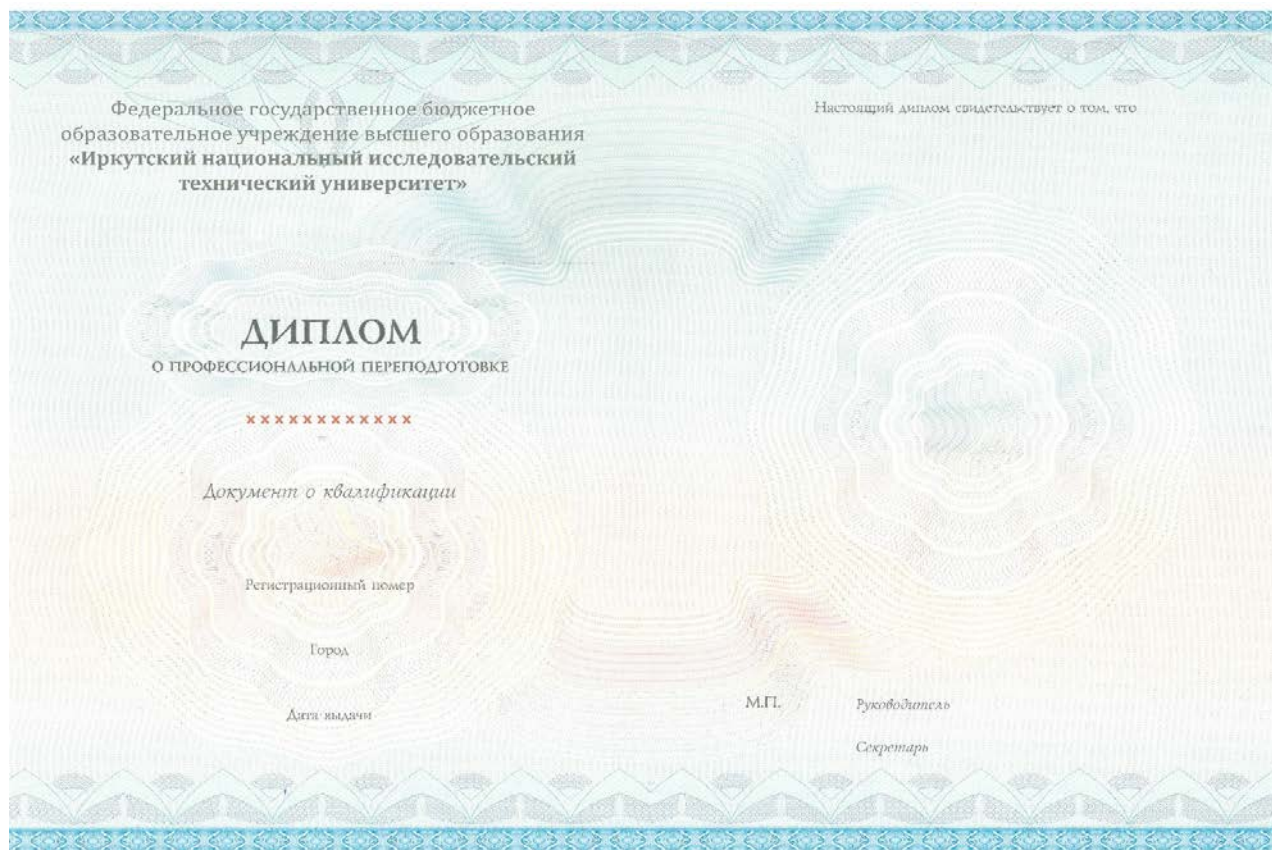 Федеральное государственное бюджетное
образовательное учреждение высшего образования
«Иркутский национальный исследовательский
технический университет»
ДИПЛОМ
О ПРОФЕССИОНАЛЬНОЙ ПЕРЕПОДГОТОВКЕ
х х х х х х х х х х х х
Документ о квалификации
Регистрационный номер
Город
Дата выдачи
Настоящий диплом свидетельствует о том, что
М.П.
Руководитель
Секретарь